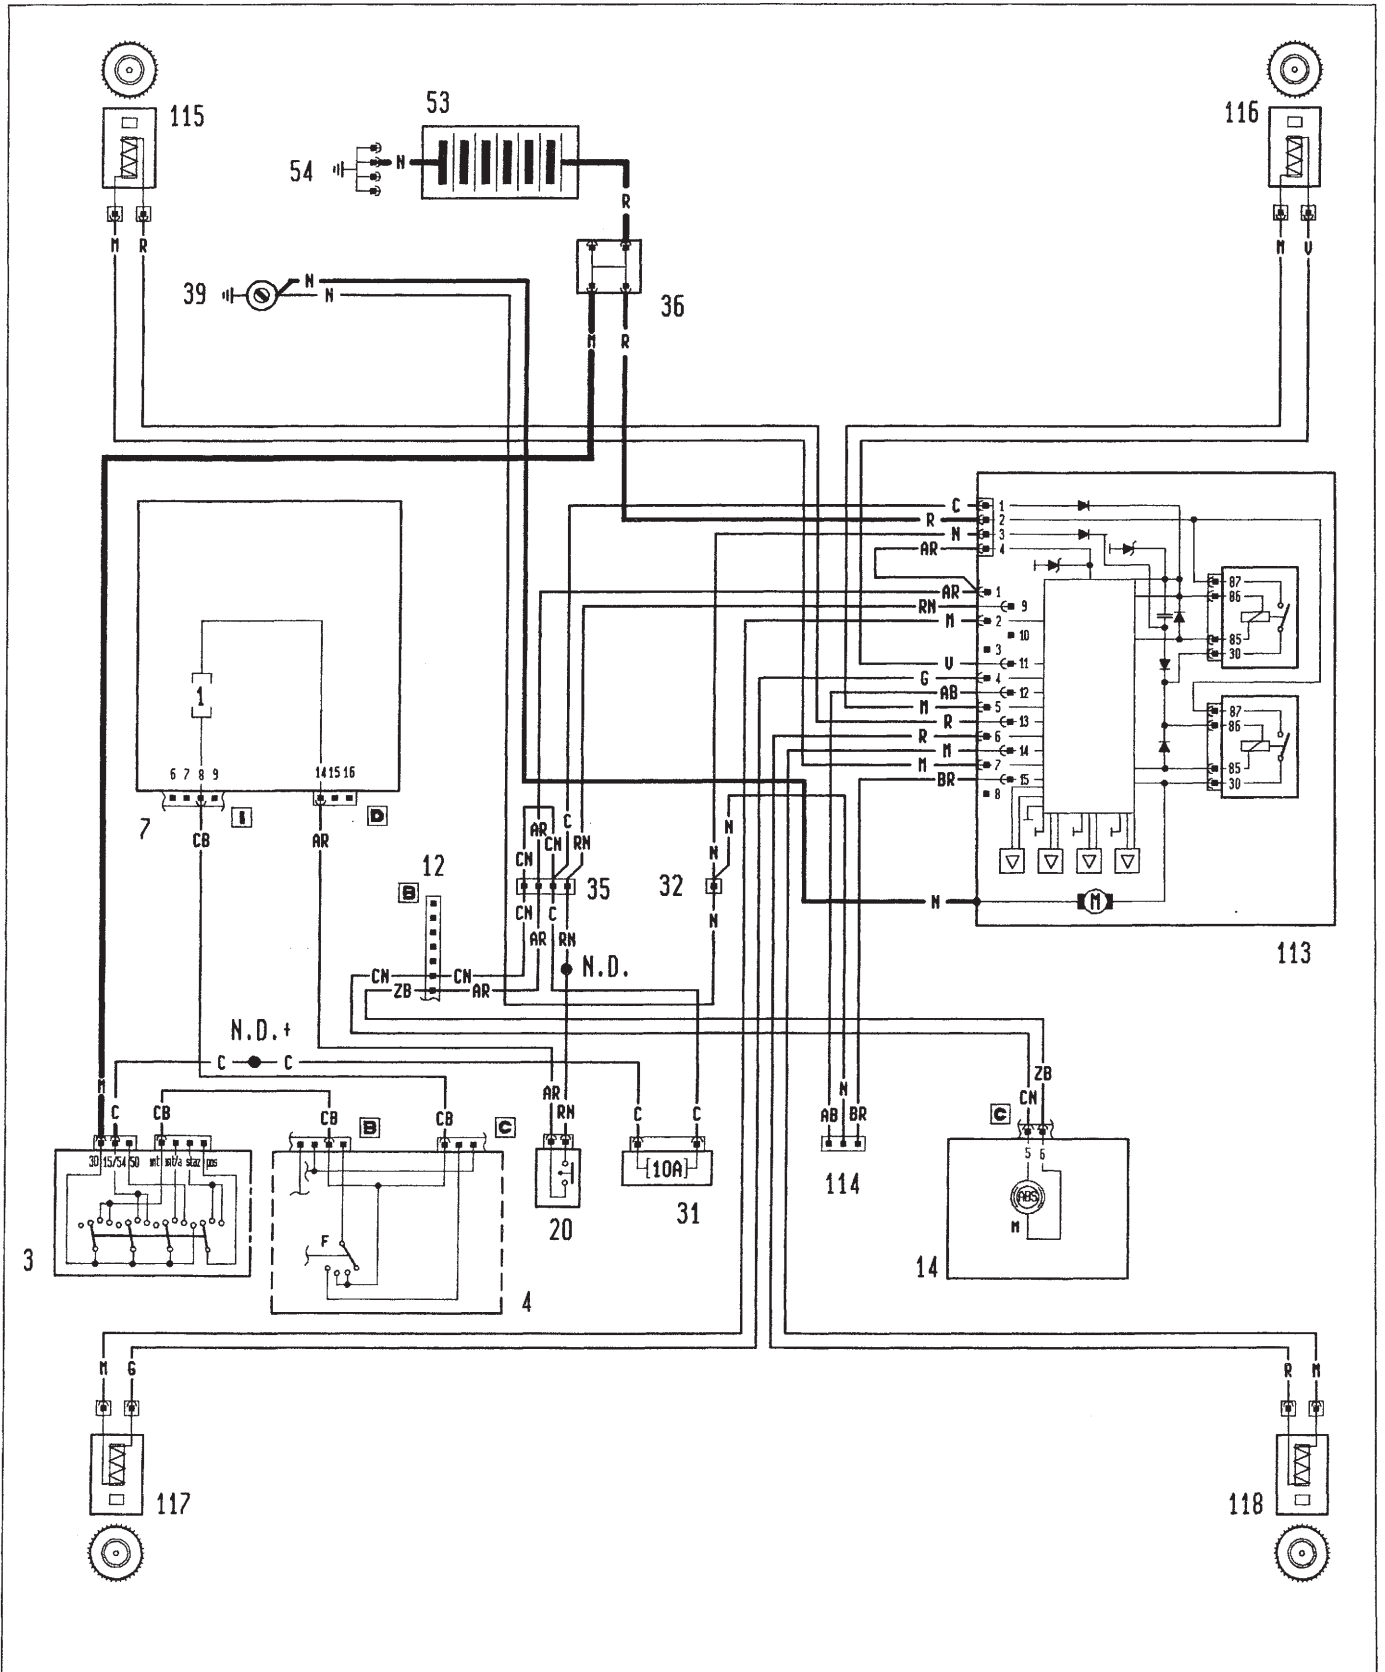 53
115
116
54
N
R
M R
M V
39
N
N
36
M R
C 1
R 2
N 3
AR 4
AR 1
RN 9
M 2
10
3
V 11
G 4
AB 12
M 5
R 13
R 6
M 14
M 7
BR 15
8
87
86
85
30
87
86
85
30
1
6 7 8 9
14 15 16
I
D
7
CB
AR
C
AR
CN
RN
CN
12
B
35
32
N
N
N
CN
C
AR
RN
N.D.
CN
CN
ZB
AR
N
M
113
N.D.+
C
C
M
C
CB
CB
B
CB
C
AR
RN
C
C
AB
N
BR
C
CN
ZB
30 15/54 50 int int/a staz pos
[10A]
5 6
ABS
M
3
F
4
20
31
114
14
M G
R M
117
118